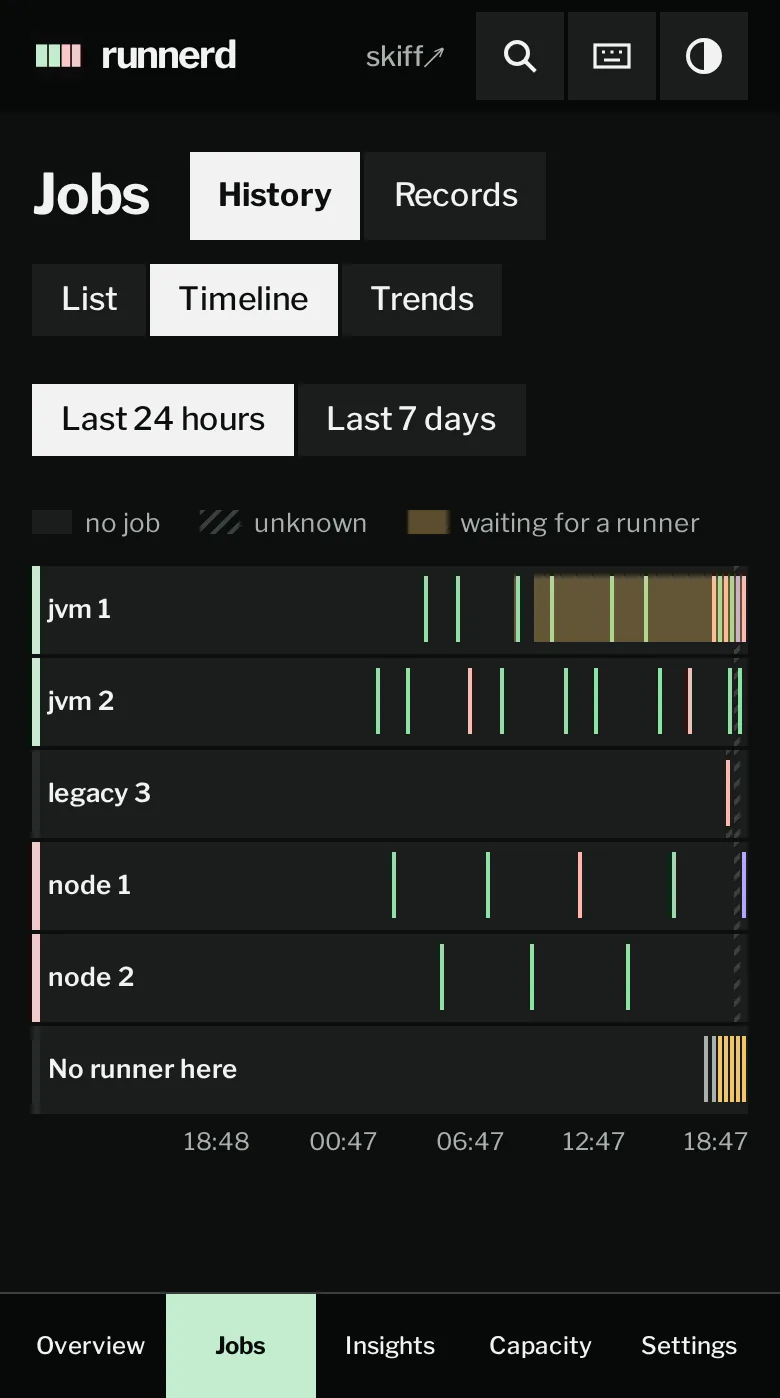 runnerd
skiff↗
Jobs History Records
List Timeline Trends
Last 24 hours Last 7 days
no job unknown waiting for a runner
jvm 1
jvm 2
legacy 3
node 1
node 2
No runner here
18:48 00:47 06:47 12:47 18:47
Overview Jobs Insights Capacity Settings